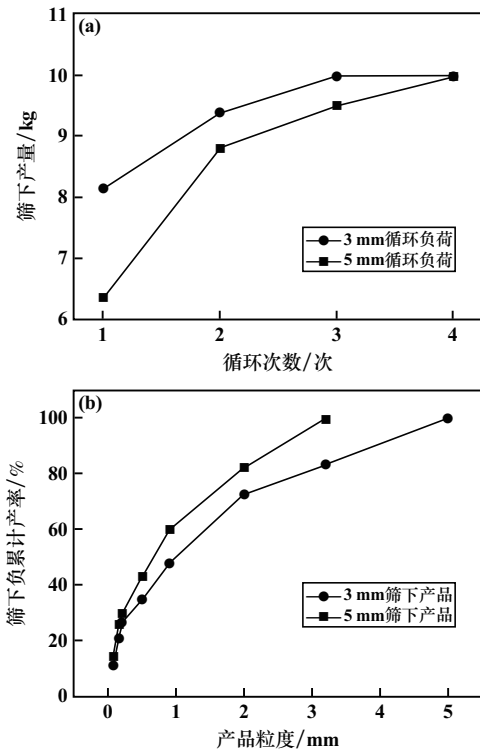 (a)
11
10
9
8
7
6
筛下产量/kg
3 mm循环负荷
5 mm循环负荷
1 2 3 4
循环次数/次
(b)
100
80
60
40
20
0
筛下负累计产率/%
3 mm筛下产品
5 mm筛下产品
0 1 2 3 4 5
产品粒度/mm